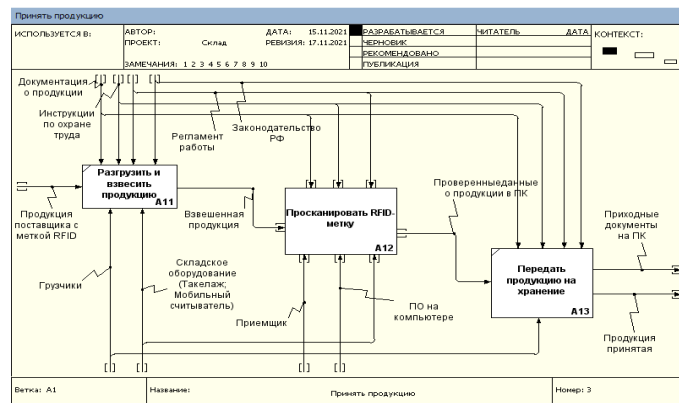 Принять продукцию
ИСПОЛЬЗУЕТСЯ В:
АВТОР:
ДАТА: 15.11.2021
ПРОЕКТ: Склад
РЕВИЗИЯ: 17.11.2021
ЗАМЕЧАНИЯ: 1 2 3 4 5 6 7 8 9 10
РАЗРАБАТЫВАЕТСЯ
ЧЕРНОВИК
РЕКОМЕНДОВАНО
ПУБЛИКАЦИЯ
ЧИТАТЕЛЬ
ДАТА
КОНТЕКСТ:
Документация
о продукции
Инструкции
по охране
труда
Регламент
работы
Законодательство
РФ
Разгрузить и
взвесить
продукцию
A11
Продукция
поставщика с
меткой RFID
Взвешенная
продукция
Просканировать RFID-
метку
A12
Проверенныеданные
о продукции в ПК
Приходные
документы
на ПК
Передать
продукцию на
хранение
A13
Грузчики
Складское
оборудование
(Такелаж;
Мобильный
считыватель)
Приемщик
ПО на
компьютере
Продукция
принятая
Ветка: A1
Название:
Принять продукцию
Номер: 3